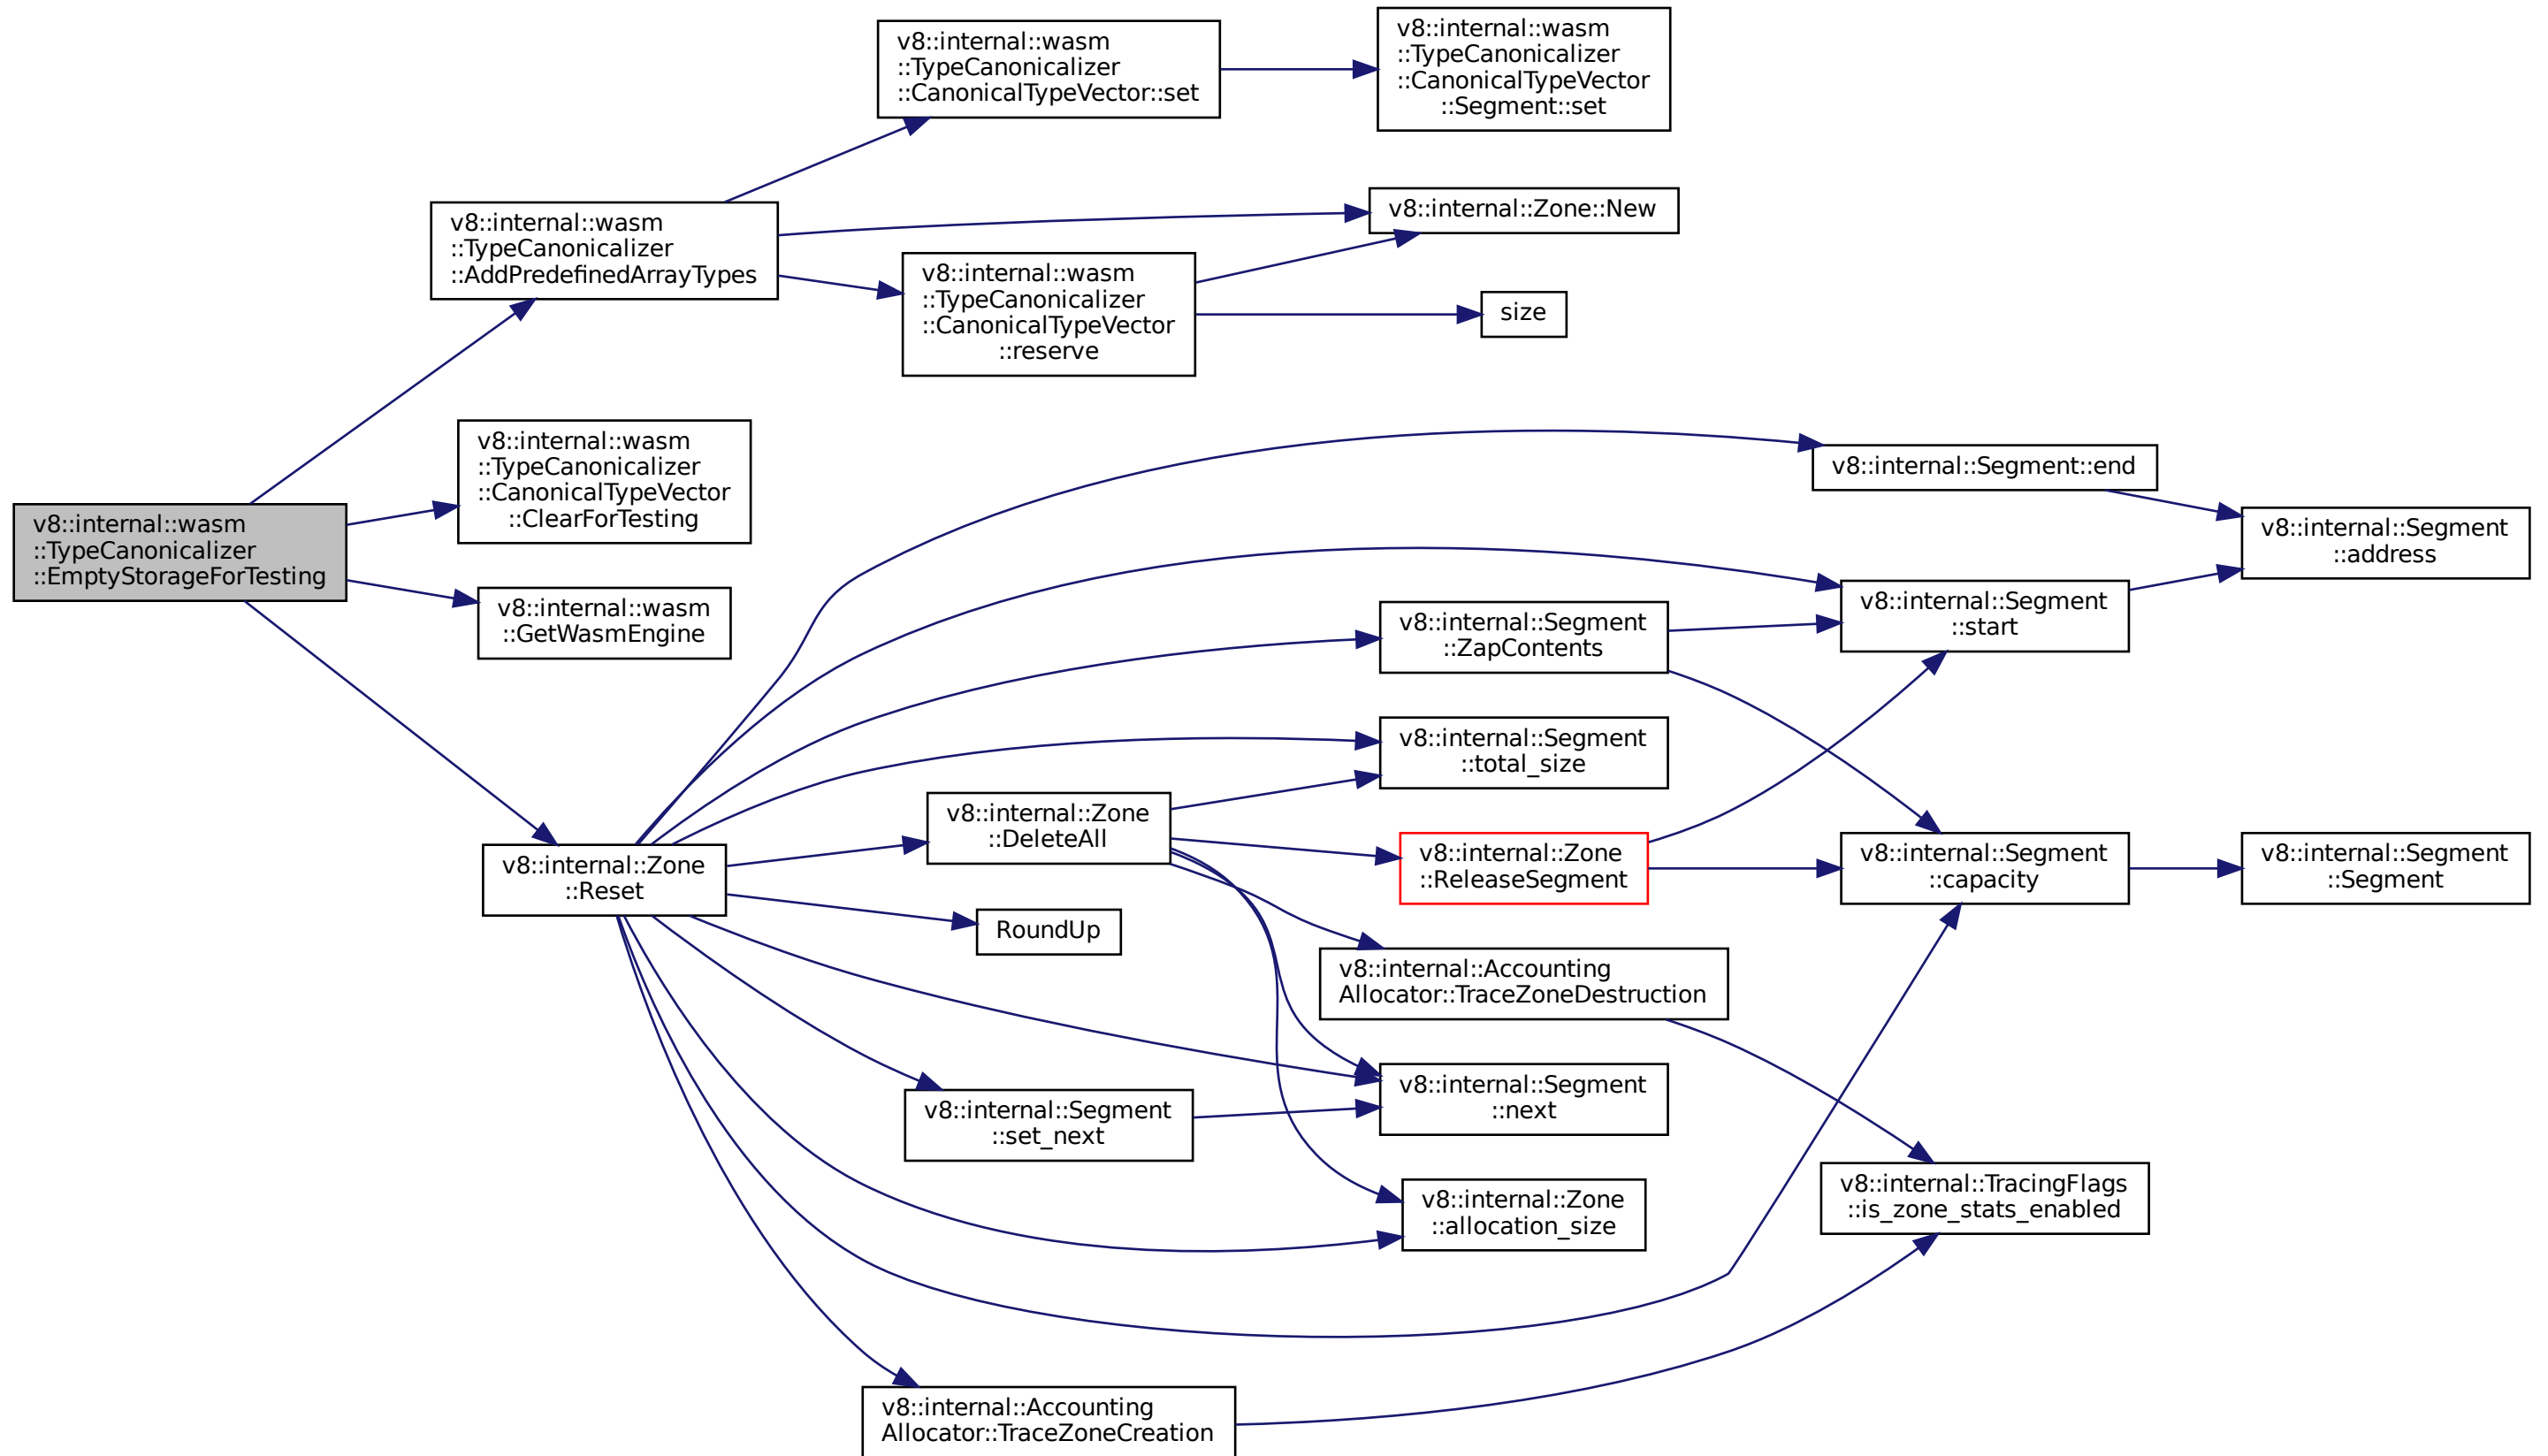 v8::internal::wasm
::TypeCanonicalizer
::EmptyStorageForTesting
v8::internal::wasm
::TypeCanonicalizer
::AddPredefinedArrayTypes
v8::internal::wasm
::TypeCanonicalizer
::CanonicalTypeVector::set
v8::internal::wasm
::TypeCanonicalizer
::CanonicalTypeVector
::Segment::set
v8::internal::Zone::New
v8::internal::wasm
::TypeCanonicalizer
::CanonicalTypeVector
::reserve
size
v8::internal::wasm
::TypeCanonicalizer
::CanonicalTypeVector
::ClearForTesting
v8::internal::wasm
::GetWasmEngine
v8::internal::Zone
::Reset
v8::internal::Segment::end
v8::internal::Segment
::address
v8::internal::Segment
::start
v8::internal::Segment
::ZapContents
v8::internal::Segment
::total_size
v8::internal::Zone
::DeleteAll
v8::internal::Zone
::ReleaseSegment
v8::internal::Segment
::capacity
v8::internal::Segment
::Segment
RoundUp
v8::internal::Accounting
Allocator::TraceZoneDestruction
v8::internal::Segment
::next
v8::internal::Segment
::set_next
v8::internal::Zone
::allocation_size
v8::internal::TracingFlags
::is_zone_stats_enabled
v8::internal::Accounting
Allocator::TraceZoneCreation